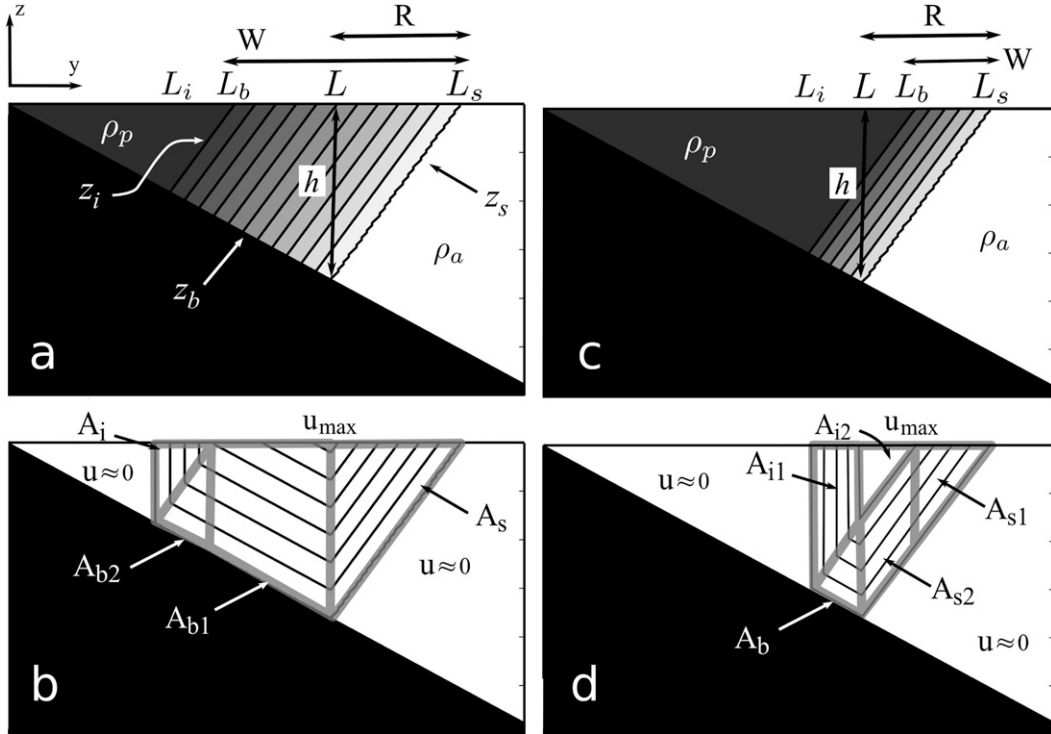 z
y
R
W
L_i L_b L L_s
ρ_p
z_i
h
z_s
z_b
ρ_a
a
R
W
L_i L L_b L_s
ρ_p
h
ρ_a
c
A_i
u_max
u≈0
A_s
A_b2
u≈0
A_b1
b
A_i2
u_max
A_i1
u≈0
A_s1
A_s2
A_b
u≈0
d